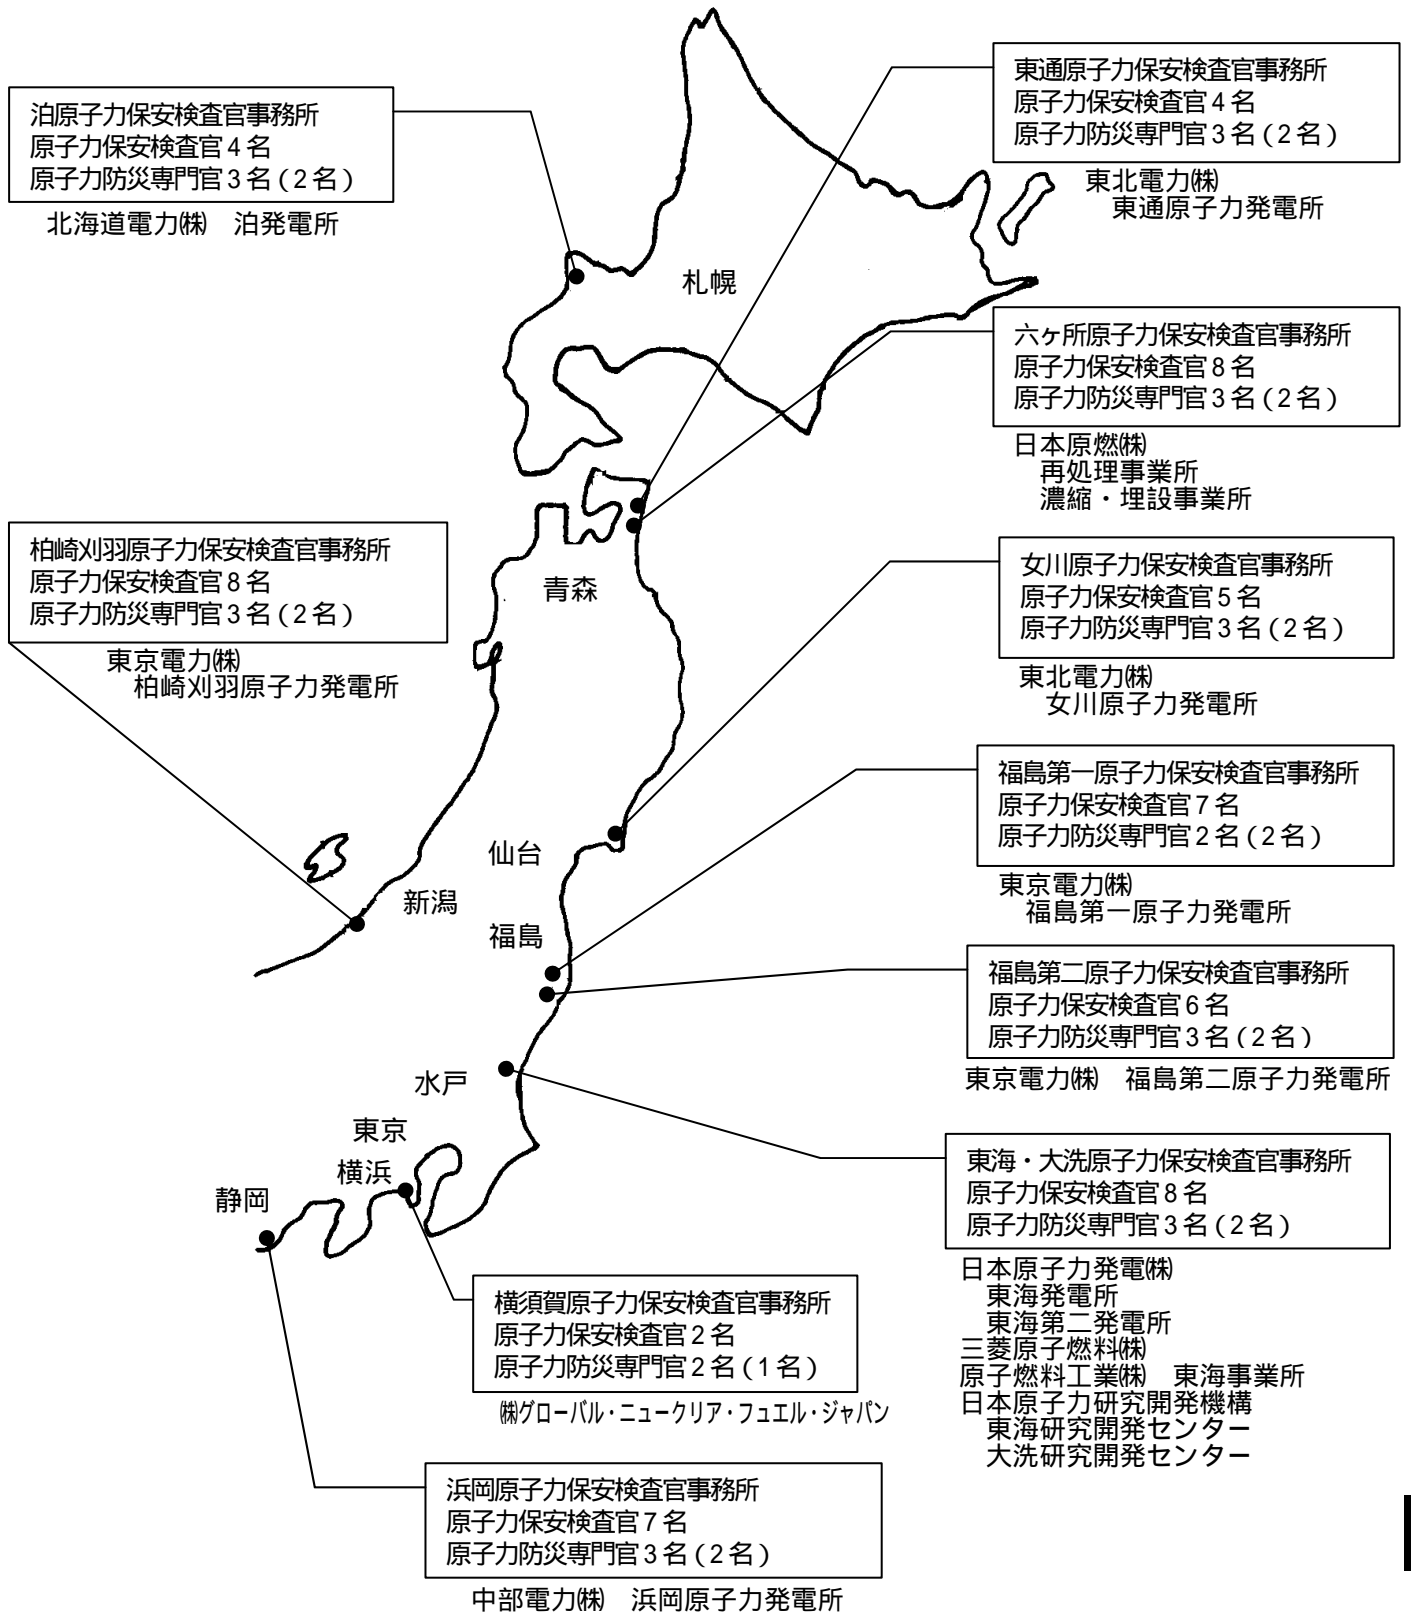 泊原子力保安検査官事務所
原子力保安検査官4名
原子力防災専門官3名(2名)
北海道電力㈱　泊発電所
東通原子力保安検査官事務所
原子力保安検査官4名
原子力防災専門官3名(2名)
東北電力㈱
東通原子力発電所
札幌
六ヶ所原子力保安検査官事務所
原子力保安検査官8名
原子力防災専門官3名(2名)
日本原燃㈱
再処理事業所
濃縮・埋設事業所
柏崎刈羽原子力保安検査官事務所
原子力保安検査官8名
原子力防災専門官3名(2名)
東京電力㈱
柏崎刈羽原子力発電所
青森
女川原子力保安検査官事務所
原子力保安検査官5名
原子力防災専門官3名(2名)
東北電力㈱
女川原子力発電所
福島第一原子力保安検査官事務所
原子力保安検査官7名
原子力防災専門官2名(2名)
東京電力㈱
福島第一原子力発電所
仙台
新潟
福島
福島第二原子力保安検査官事務所
原子力保安検査官6名
原子力防災専門官3名(2名)
東京電力㈱　福島第二原子力発電所
水戸
東京
横浜
静岡
東海・大洗原子力保安検査官事務所
原子力保安検査官8名
原子力防災専門官3名(2名)
日本原子力発電㈱
東海発電所
東海第二発電所
三菱原子燃料㈱
原子燃料工業㈱　東海事業所
日本原子力研究開発機構
東海研究開発センター
大洗研究開発センター
横須賀原子力保安検査官事務所
原子力保安検査官2名
原子力防災専門官2名(1名)
㈱グローバル・ニュークリア・フュエル・ジャパン
浜岡原子力保安検査官事務所
原子力保安検査官7名
原子力防災専門官3名(2名)
中部電力㈱　浜岡原子力発電所